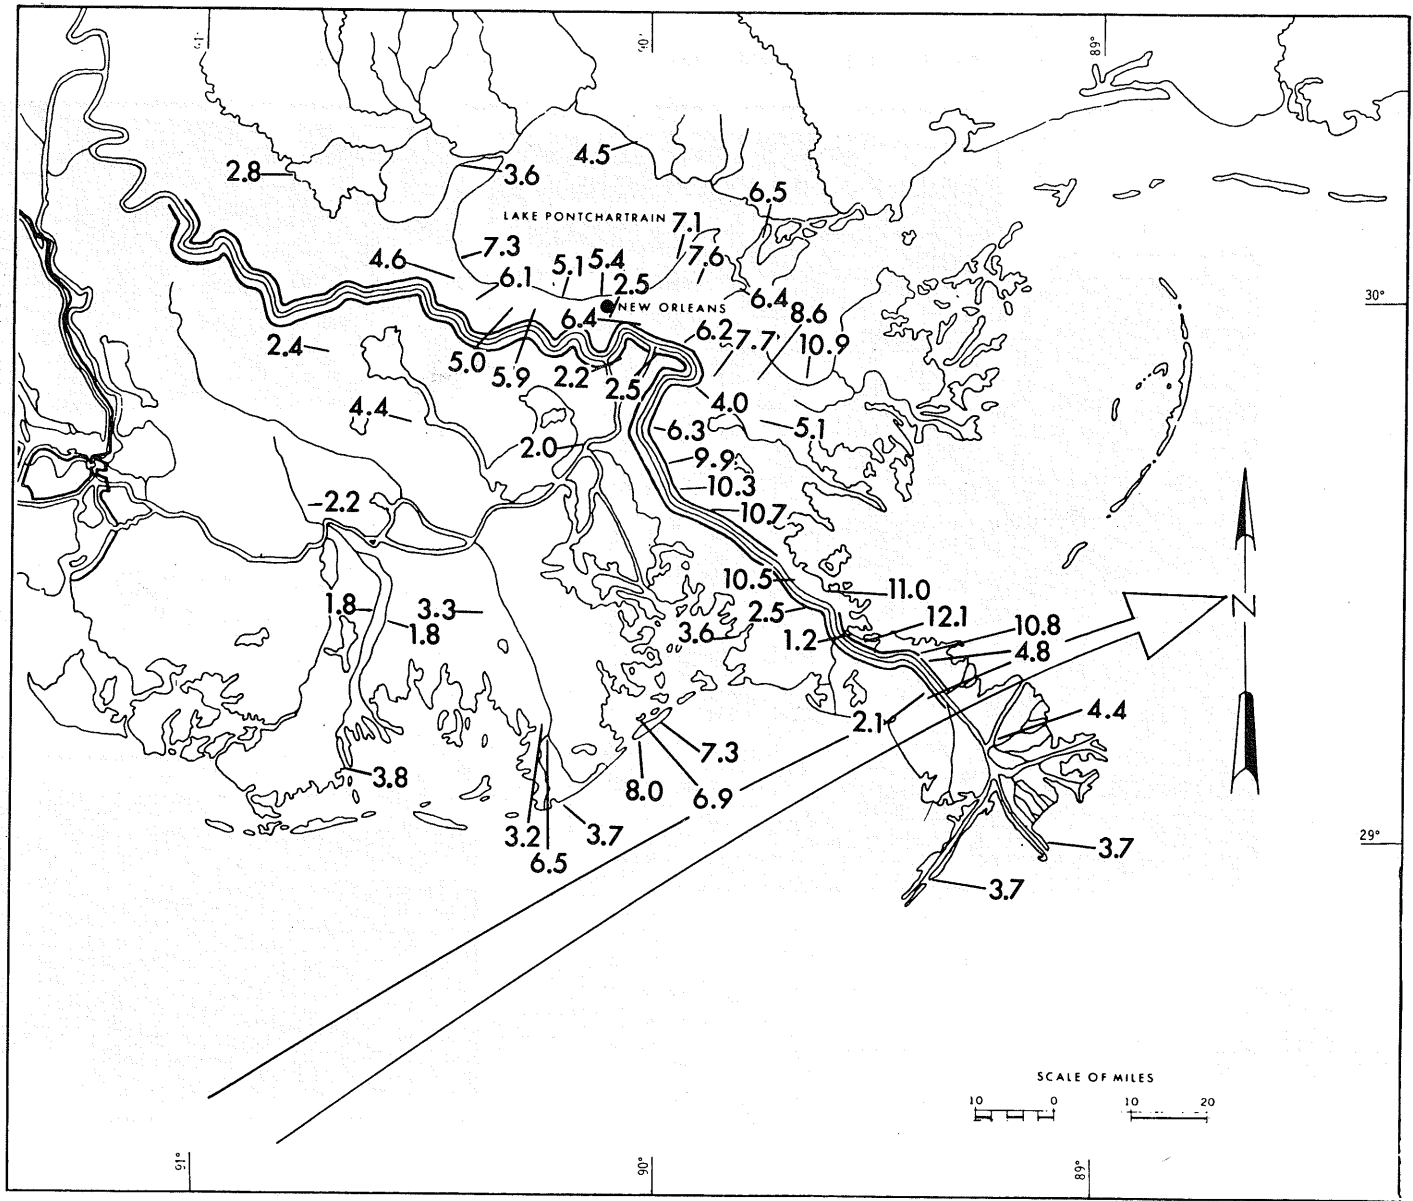 91° 90° 89°
4.5
2.8 3.6
6.5
LAKE PONTCHARTRAIN 7.1
7.3 7.6
4.6 5.1 5.4
6.1 2.5
6.4 30°
NEW ORLEANS 8.6
6.4 6.2 7.7 10.9
2.4 5.0 5.9 2.2 2.5
4.0
4.4 5.1
6.3
2.0
9.9
10.3
2.2 10.7
10.5 11.0
1.8 3.3 2.5 12.1
1.8 3.6 1.2 10.8
4.8
N
2.1 4.4
7.3
3.8 8.0 6.9
3.2 3.7
6.5
3.7
29°
3.7
SCALE OF MILES
10 0 10 20
91° 90° 89°